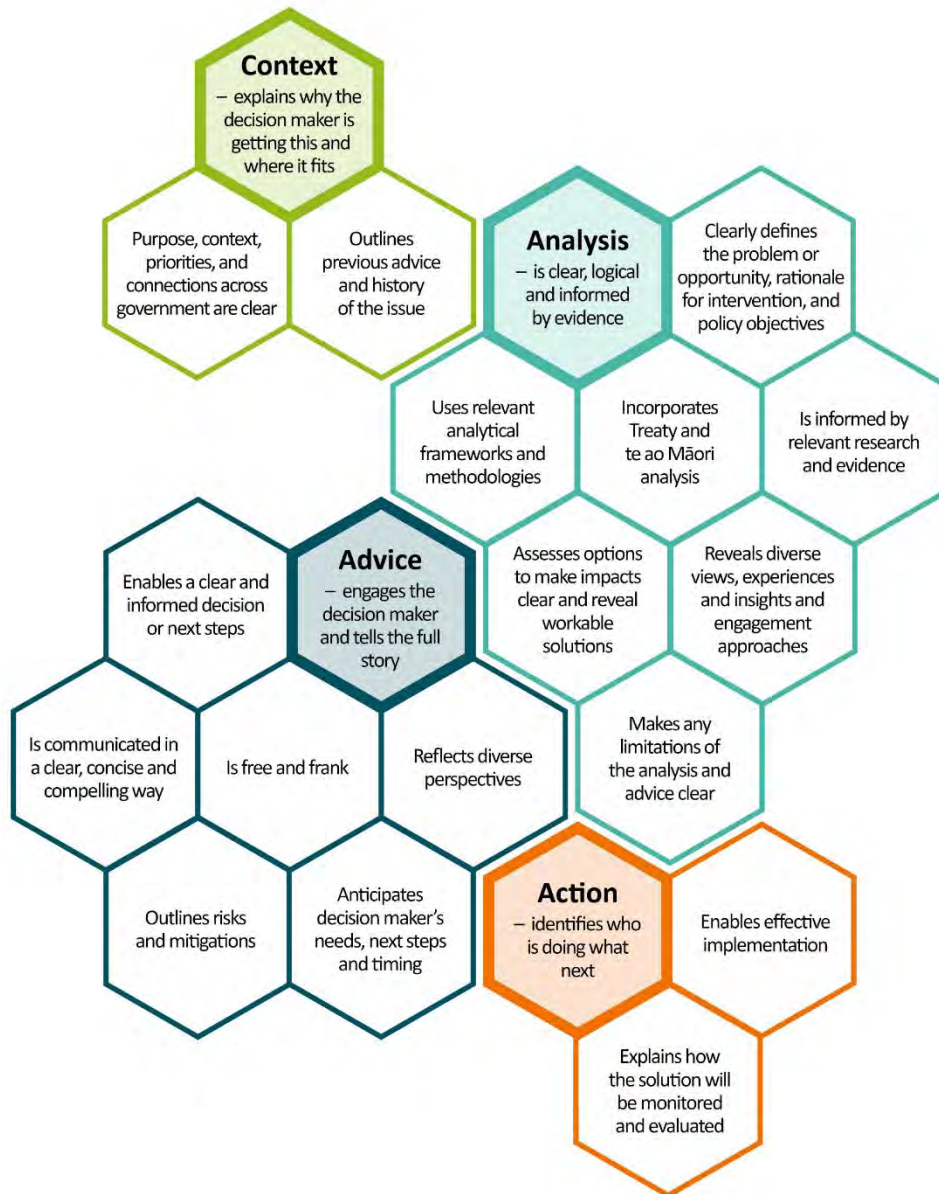 Context
– explains why the
decision maker is
getting this and
where it fits
Purpose, context,
priorities, and
connections across
government are clear
Outlines
previous advice
and history
of the issue
Analysis
– is clear, logical
and informed
by evidence
Clearly defines
the problem or
opportunity, rationale
for intervention, and
policy objectives
Uses relevant
analytical
frameworks and
methodologies
Incorporates
Treaty and
te ao Māori
analysis
Is informed by
relevant research
and evidence
Assesses options
to make impacts
clear and reveal
workable
solutions
Reveals diverse
views, experiences
and insights and
engagement
approaches
Makes any
limitations of
the analysis and
advice clear
Advice
– engages the
decision maker
and tells the full
story
Enables a clear and
informed decision
or next steps
Is communicated in
a clear, concise and
compelling way
Is free and frank
Reflects diverse
perspectives
Outlines risks
and mitigations
Anticipates
decision maker’s
needs, next steps
and timing
Action
– identifies who
is doing what
next
Enables effective
implementation
Explains how
the solution will
be monitored
and evaluated